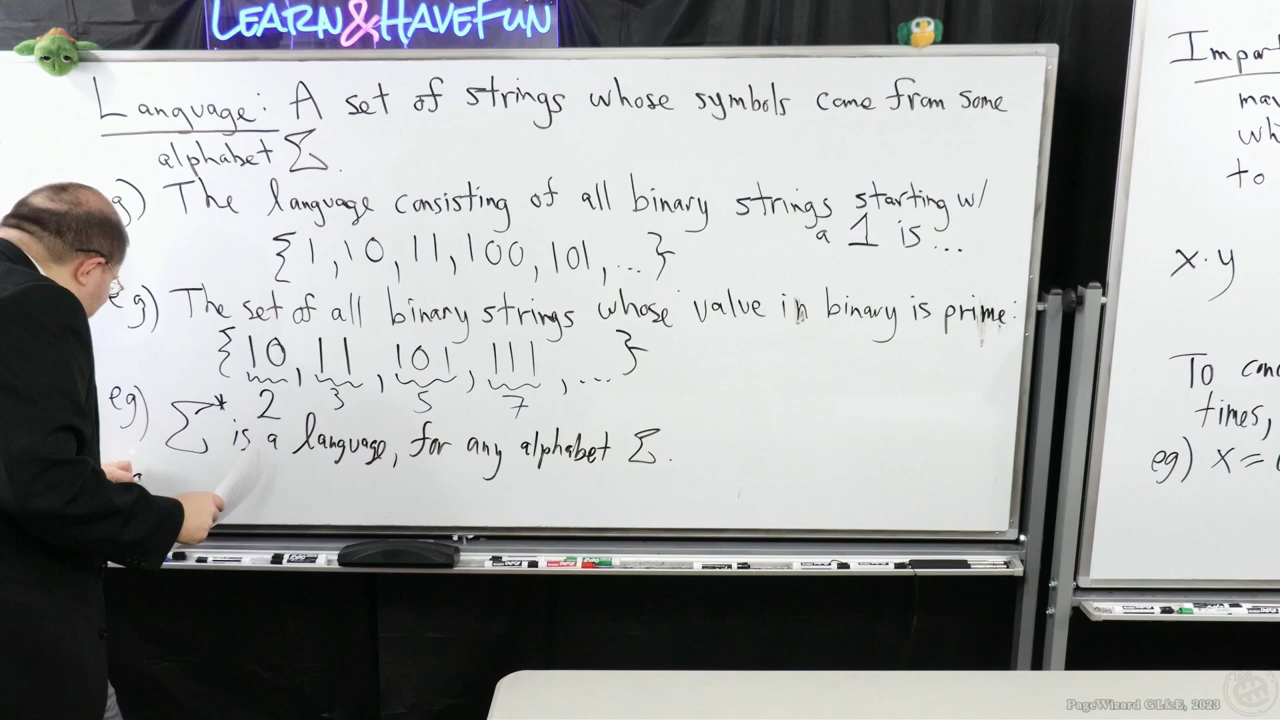 LEARN&HAVEFUN
Language: A set of strings whose symbols come from some
alphabet Σ.
g) The language consisting of all binary strings starting w/
a 1 is ...
{1, 10, 11, 100, 101, ... }
eg) The set of all binary strings whose value in binary is prime:
{10, 11, 101, 111, ... }
2 3 5 7
eg) Σ* is a language, for any alphabet Σ.
x·y
To
times,
eg) x =
to
PageWizard GL&E, 2023